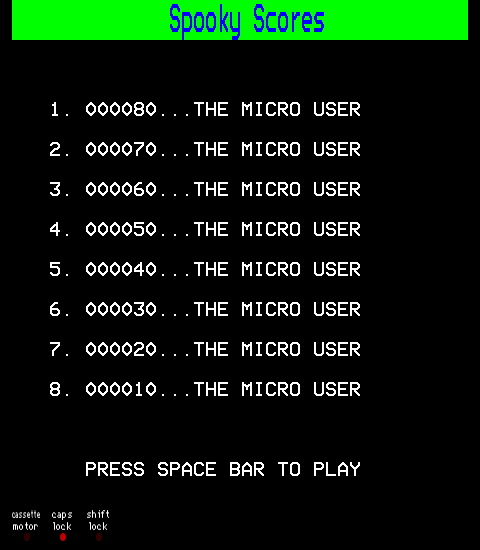 Spooky Scores
1. 000080...THE MICRO USER
2. 000070...THE MICRO USER
3. 000060...THE MICRO USER
4. 000050...THE MICRO USER
5. 000040...THE MICRO USER
6. 000030...THE MICRO USER
7. 000020...THE MICRO USER
8. 000010...THE MICRO USER
PRESS SPACE BAR TO PLAY
cassette caps shift
motor lock lock